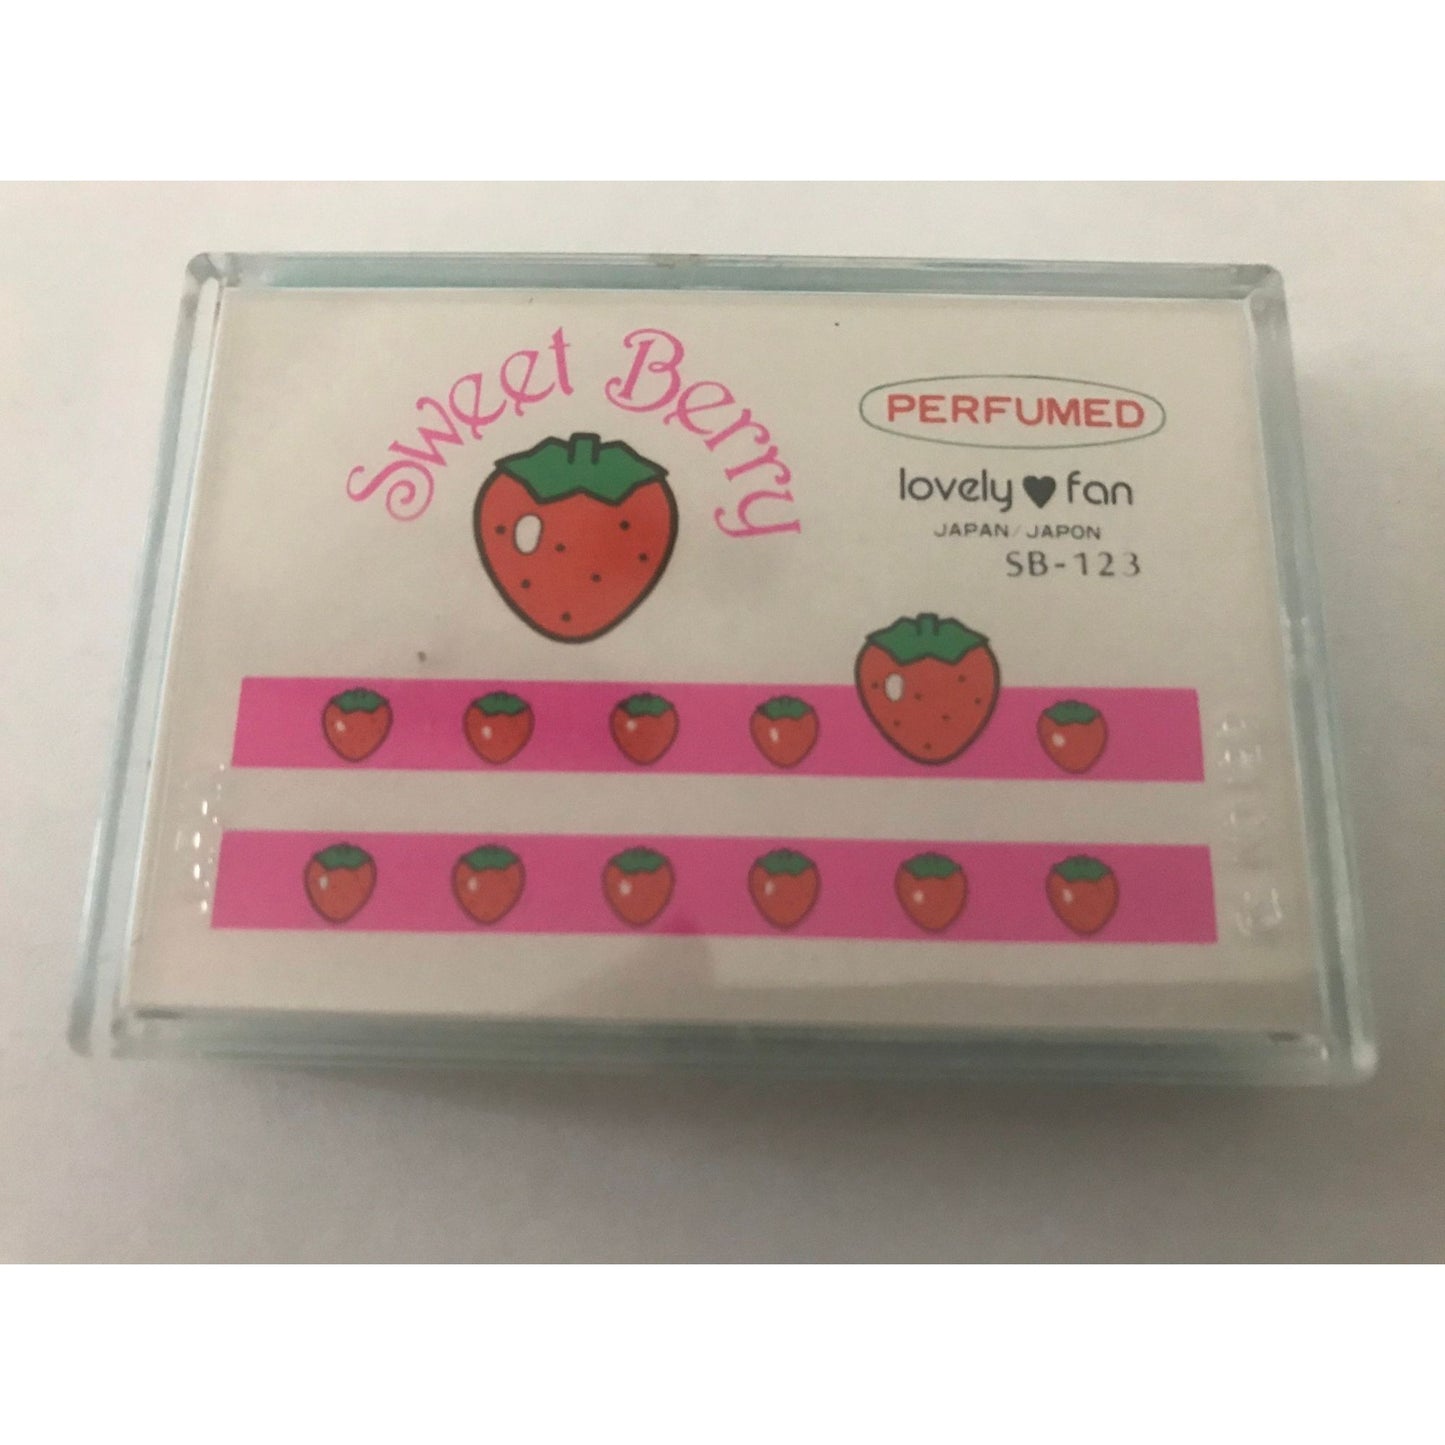 Sweet Berry
PERFUMED
lovely♥fan
JAPAN/JAPON
SB-123